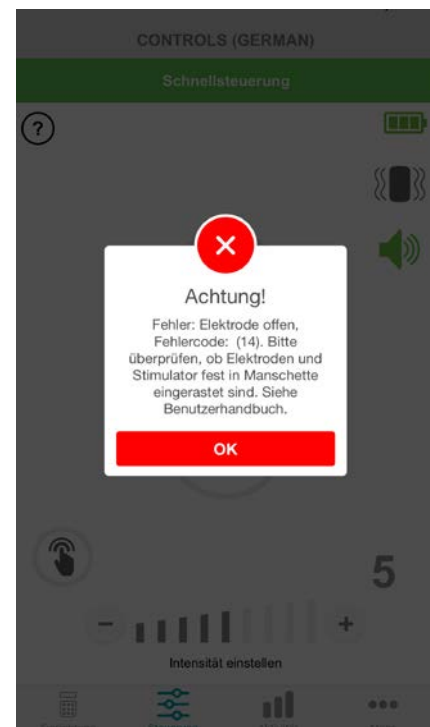 CONTROLS (GERMAN)
Schnellsteuerung
?
Achtung!
Fehler: Elektrode offen,
Fehlercode: (14). Bitte
überprüfen, ob Elektroden und
Stimulator fest in Manschette
eingerastet sind. Siehe
Benutzerhandbuch.
OK
5
Intensität einstellen